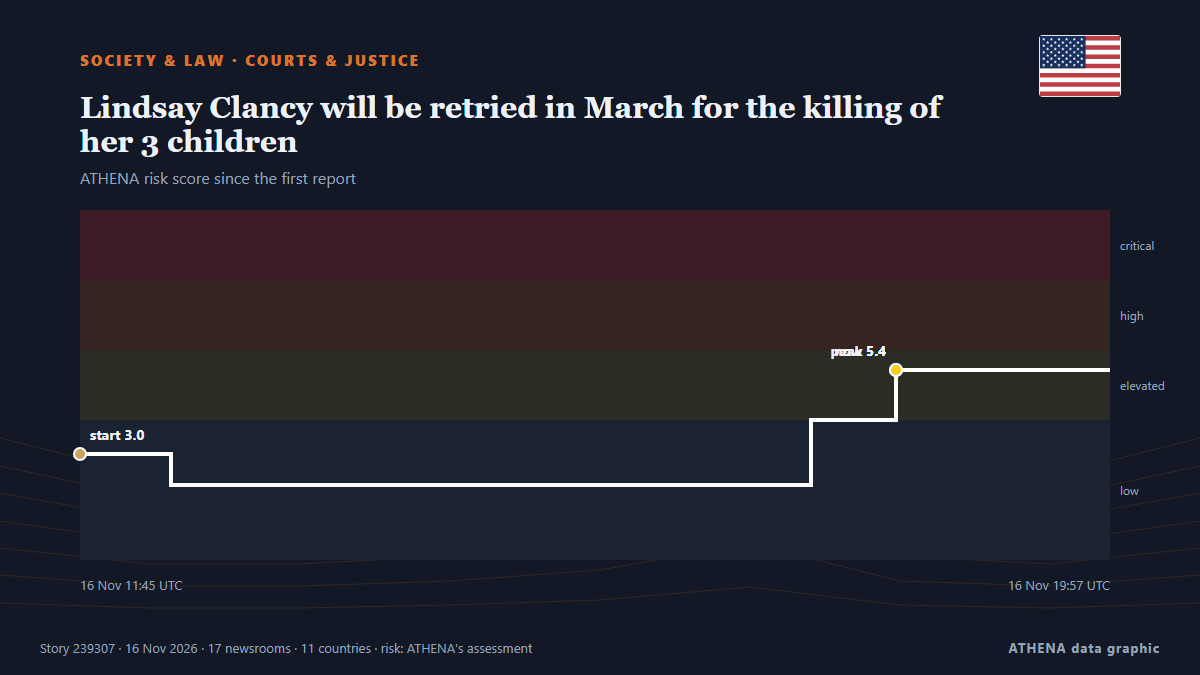 SOCIETY & LAW · COURTS & JUSTICE
Lindsay Clancy will be retried in March for the killing of
her 3 children
ATHENA risk score since the first report
critical
high
peak 5.4
elevated
start 3.0
low
16 Nov 11:45 UTC
16 Nov 19:57 UTC
Story 239307 · 16 Nov 2026 · 17 newsrooms · 11 countries · risk: ATHENA's assessment
ATHENA data graphic